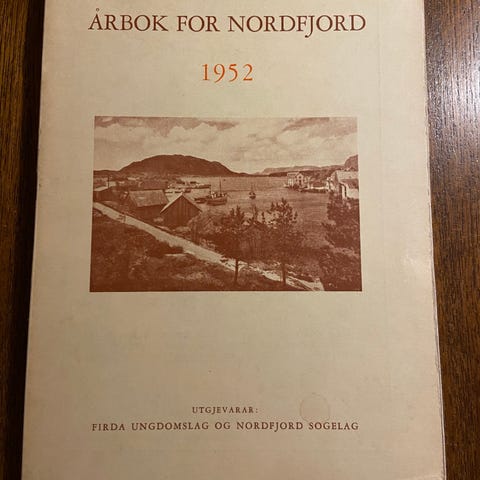 ÅRBOK FOR NORDFJORD
1952
UTGJEVARAR:
FIRDA UNGDOMSLAG OG NORDFJORD SOGELAG